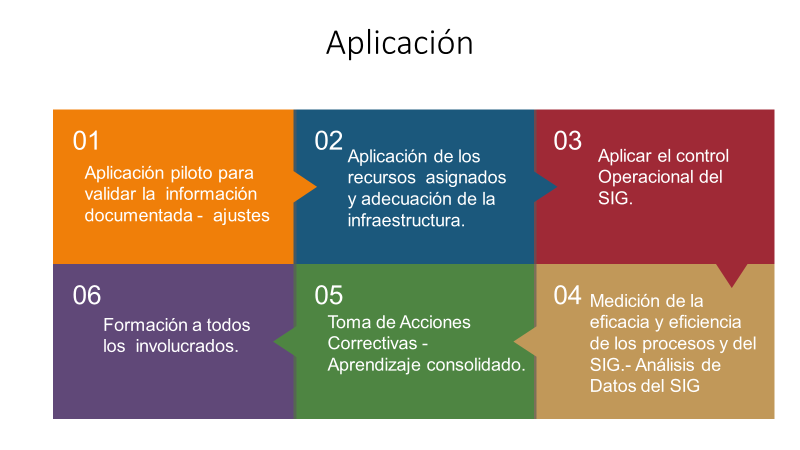 Aplicación
01
Aplicación piloto para
validar la información
documentada - ajustes
02
Aplicación de los
recursos asignados
y adecuación de la
infraestructura.
03
Aplicar el control
Operacional del
SIG.
04
Medición de la
eficacia y eficiencia
de los procesos y del
SIG.- Análisis de
Datos del SIG
05
Toma de Acciones
Correctivas -
Aprendizaje consolidado.
06
Formación a todos
los involucrados.